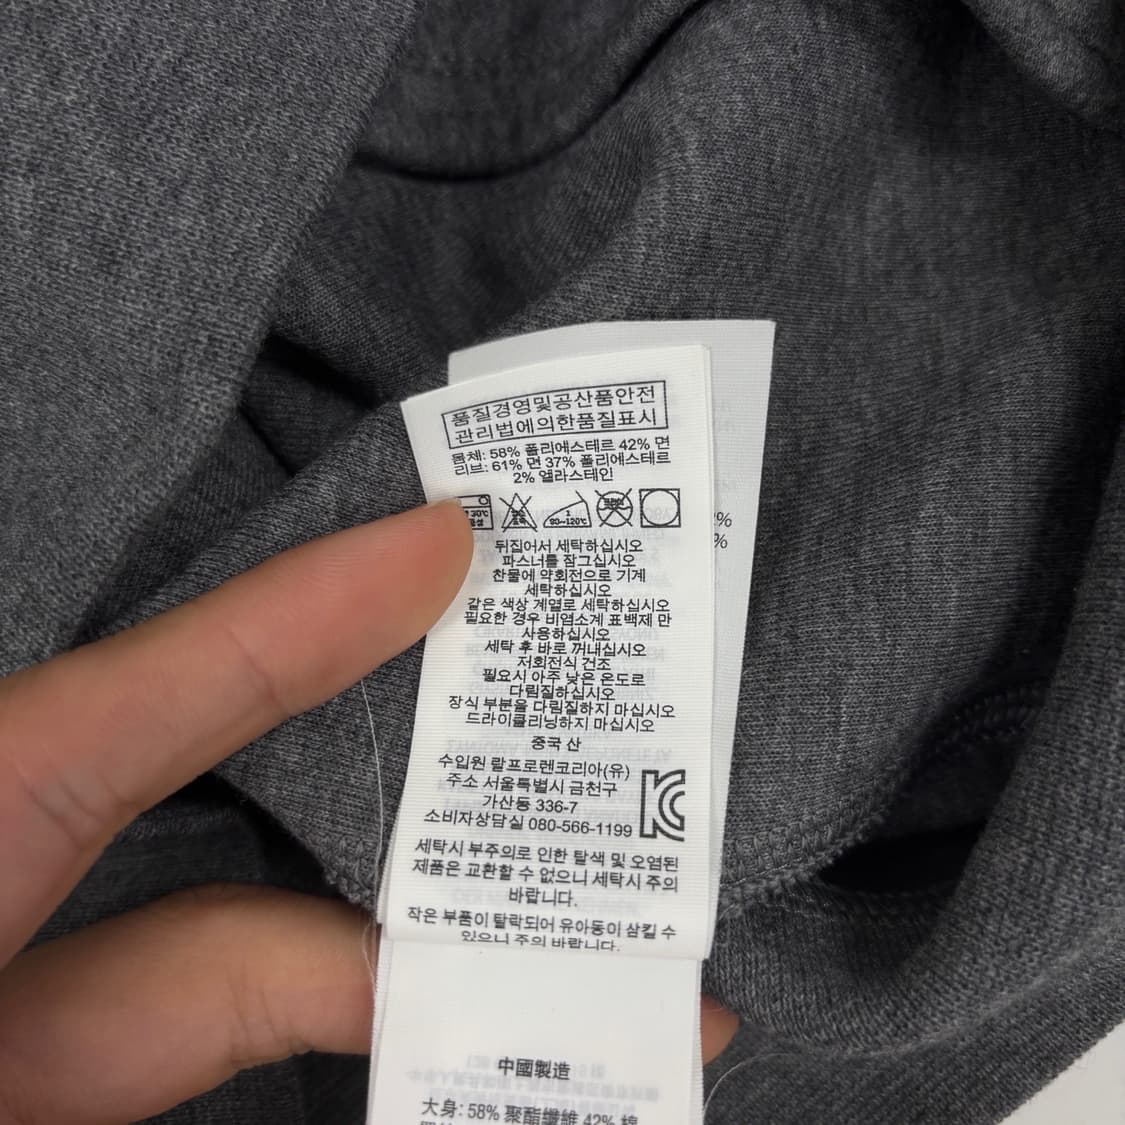 품질경영및공산품안전
관리법에의한품질표시
몸체: 58% 폴리에스테르 42% 면
리브: 61% 면 37% 폴리에스테르
2% 엘라스테인
30℃
1
90~120℃
뒤집어서 세탁하십시오
파스너를 잠그십시오
찬물에 약회전으로 기계
세탁하십시오
같은 색상 계열로 세탁하십시오
필요한 경우 비염소계 표백제 만
사용하십시오
세탁 후 바로 꺼내십시오
저회전식 건조
필요시 아주 낮은 온도로
다림질하십시오
장식 부분을 다림질하지 마십시오
드라이클리닝하지 마십시오
중국 산
수입원 랄프로렌코리아(유)
주소 서울특별시 금천구
가산동 336-7
소비자상담실 080-566-1199
KC
세탁시 부주의로 인한 탈색 및 오염된
제품은 교환할 수 없으니 세탁시 주의
바랍니다.
작은 부품이 탈락되어 유아동이 삼킬 수
있으니 주의 바랍니다.
%
%
中國製造
大身: 58% 聚酯纖維 42% 棉